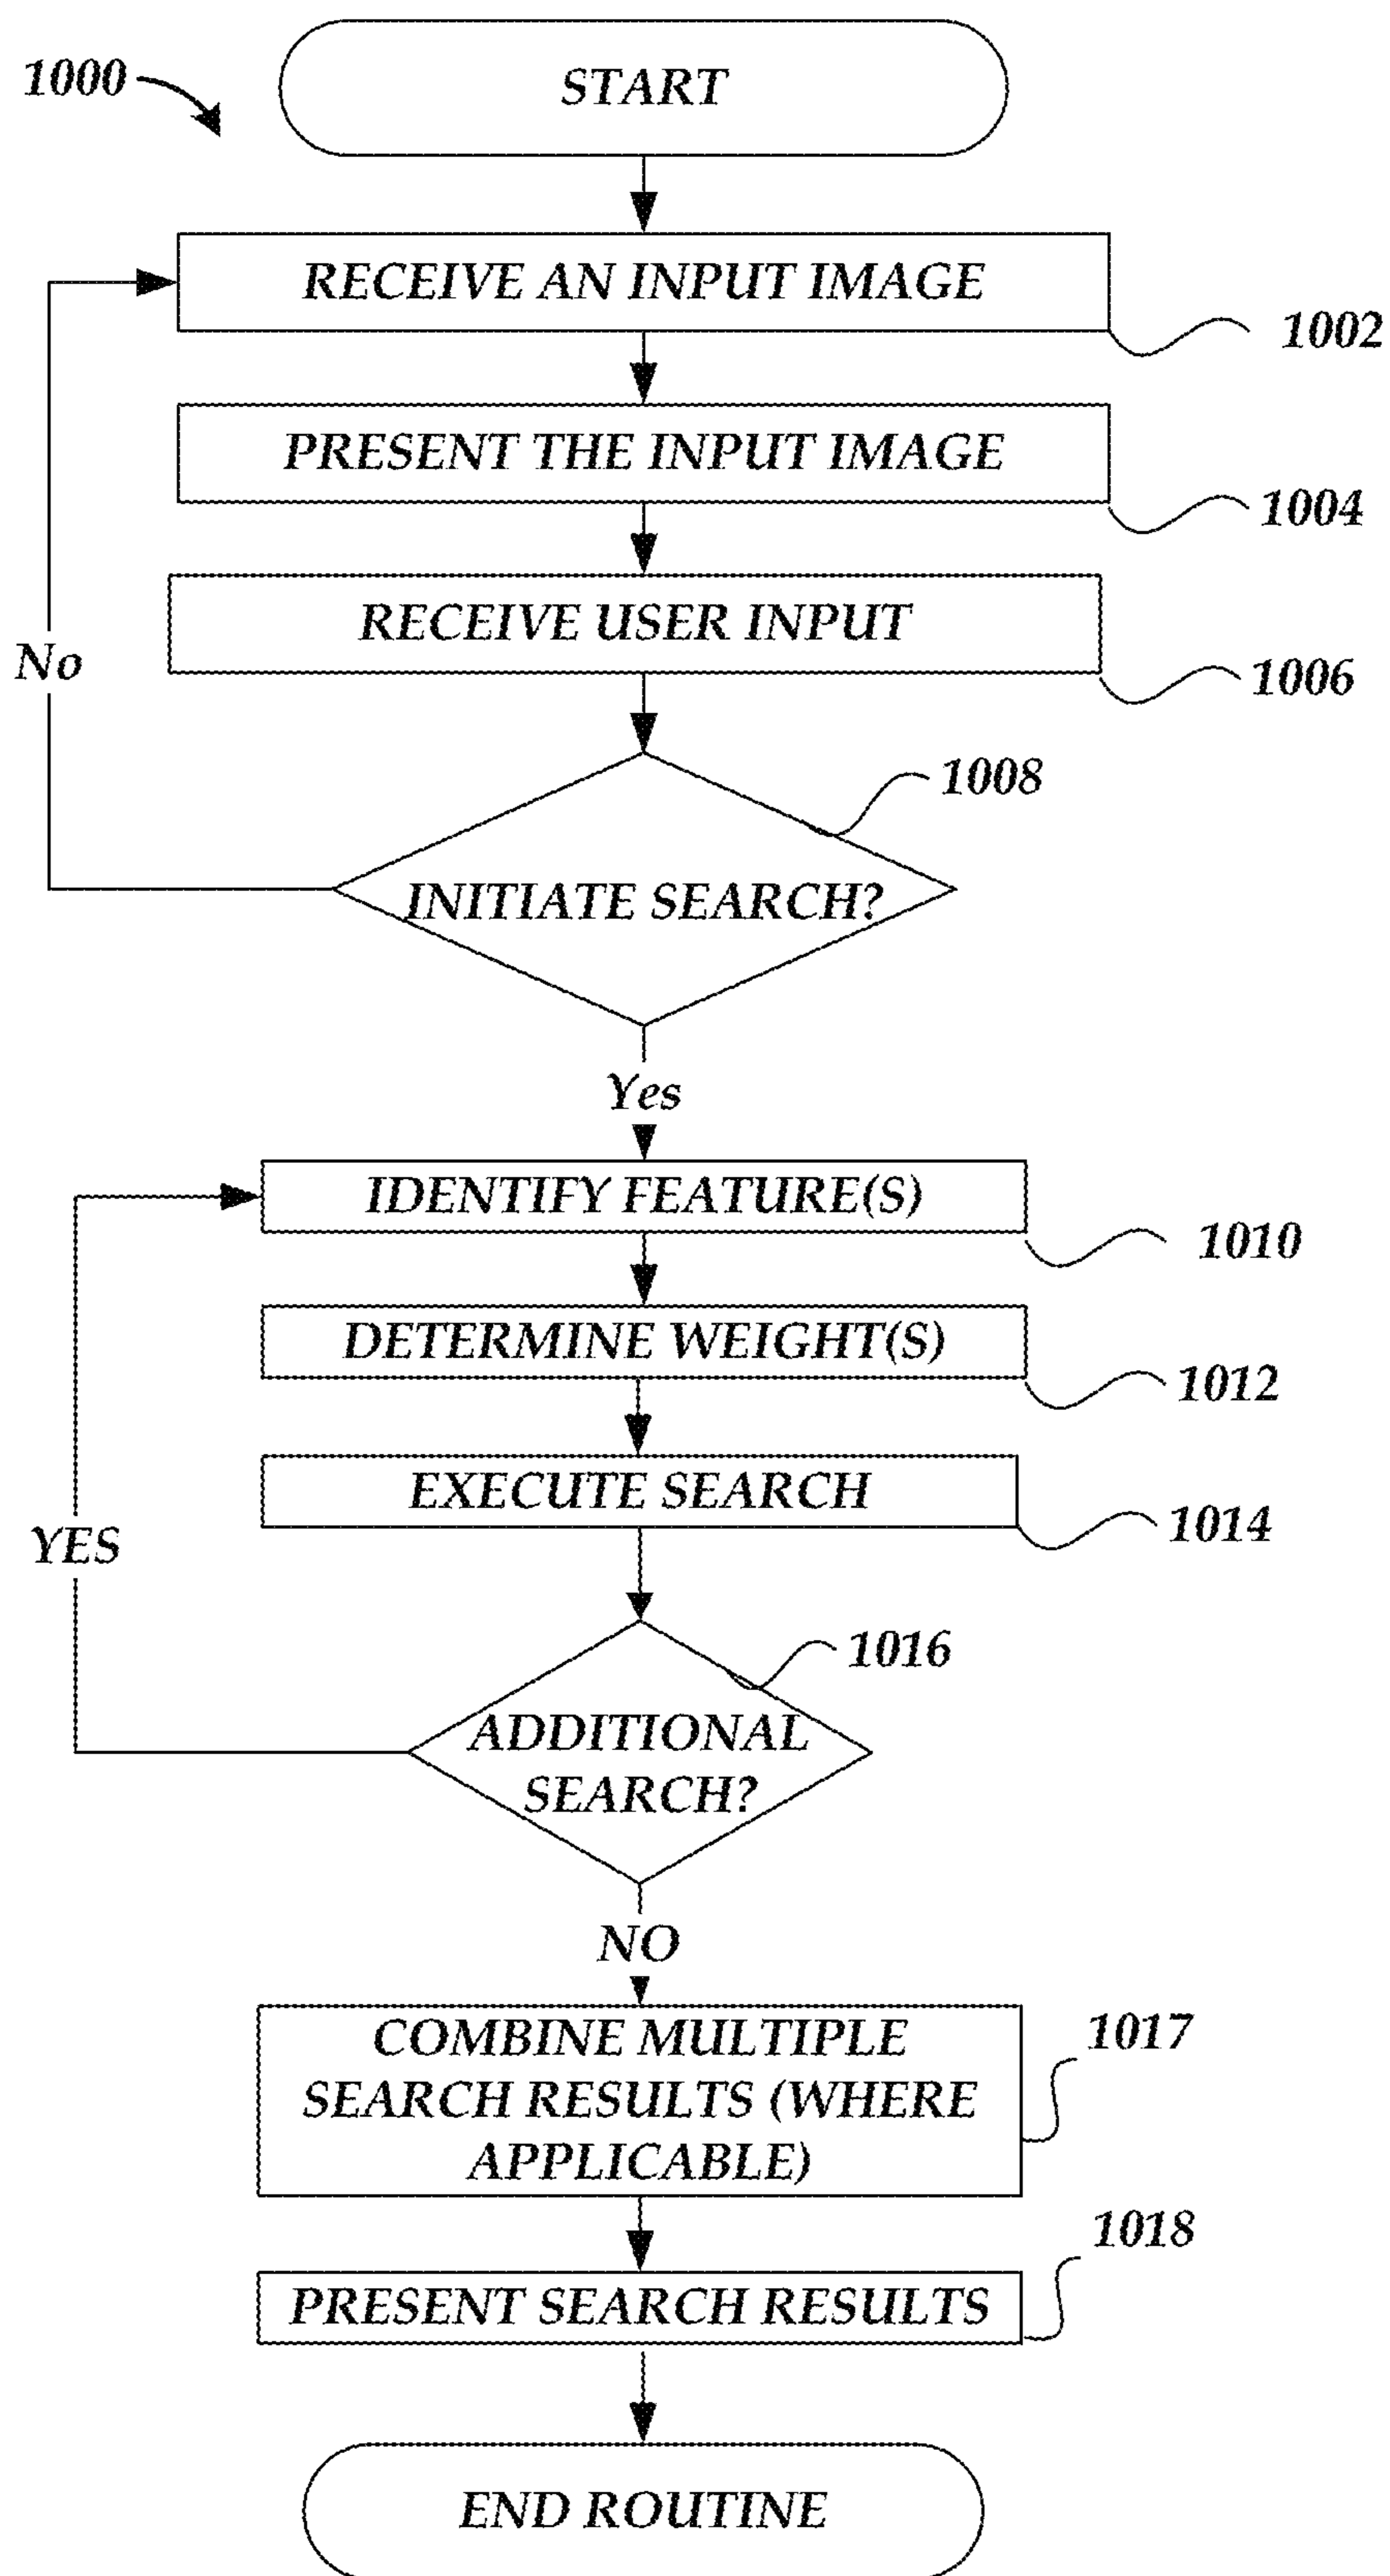 1000
START
RECEIVE AN INPUT IMAGE
1002
PRESENT THE INPUT IMAGE
1004
RECEIVE USER INPUT
No
1006
1008
INITIATE SEARCH?
Yes
IDENTIFY FEATURE(S)
1010
DETERMINE WEIGHT(S)
1012
EXECUTE SEARCH
1014
YES
1016
ADDITIONAL
SEARCH?
NO
COMBINE MULTIPLE
SEARCH RESULTS (WHERE
APPLICABLE)
1017
1018
PRESENT SEARCH RESULTS
END ROUTINE